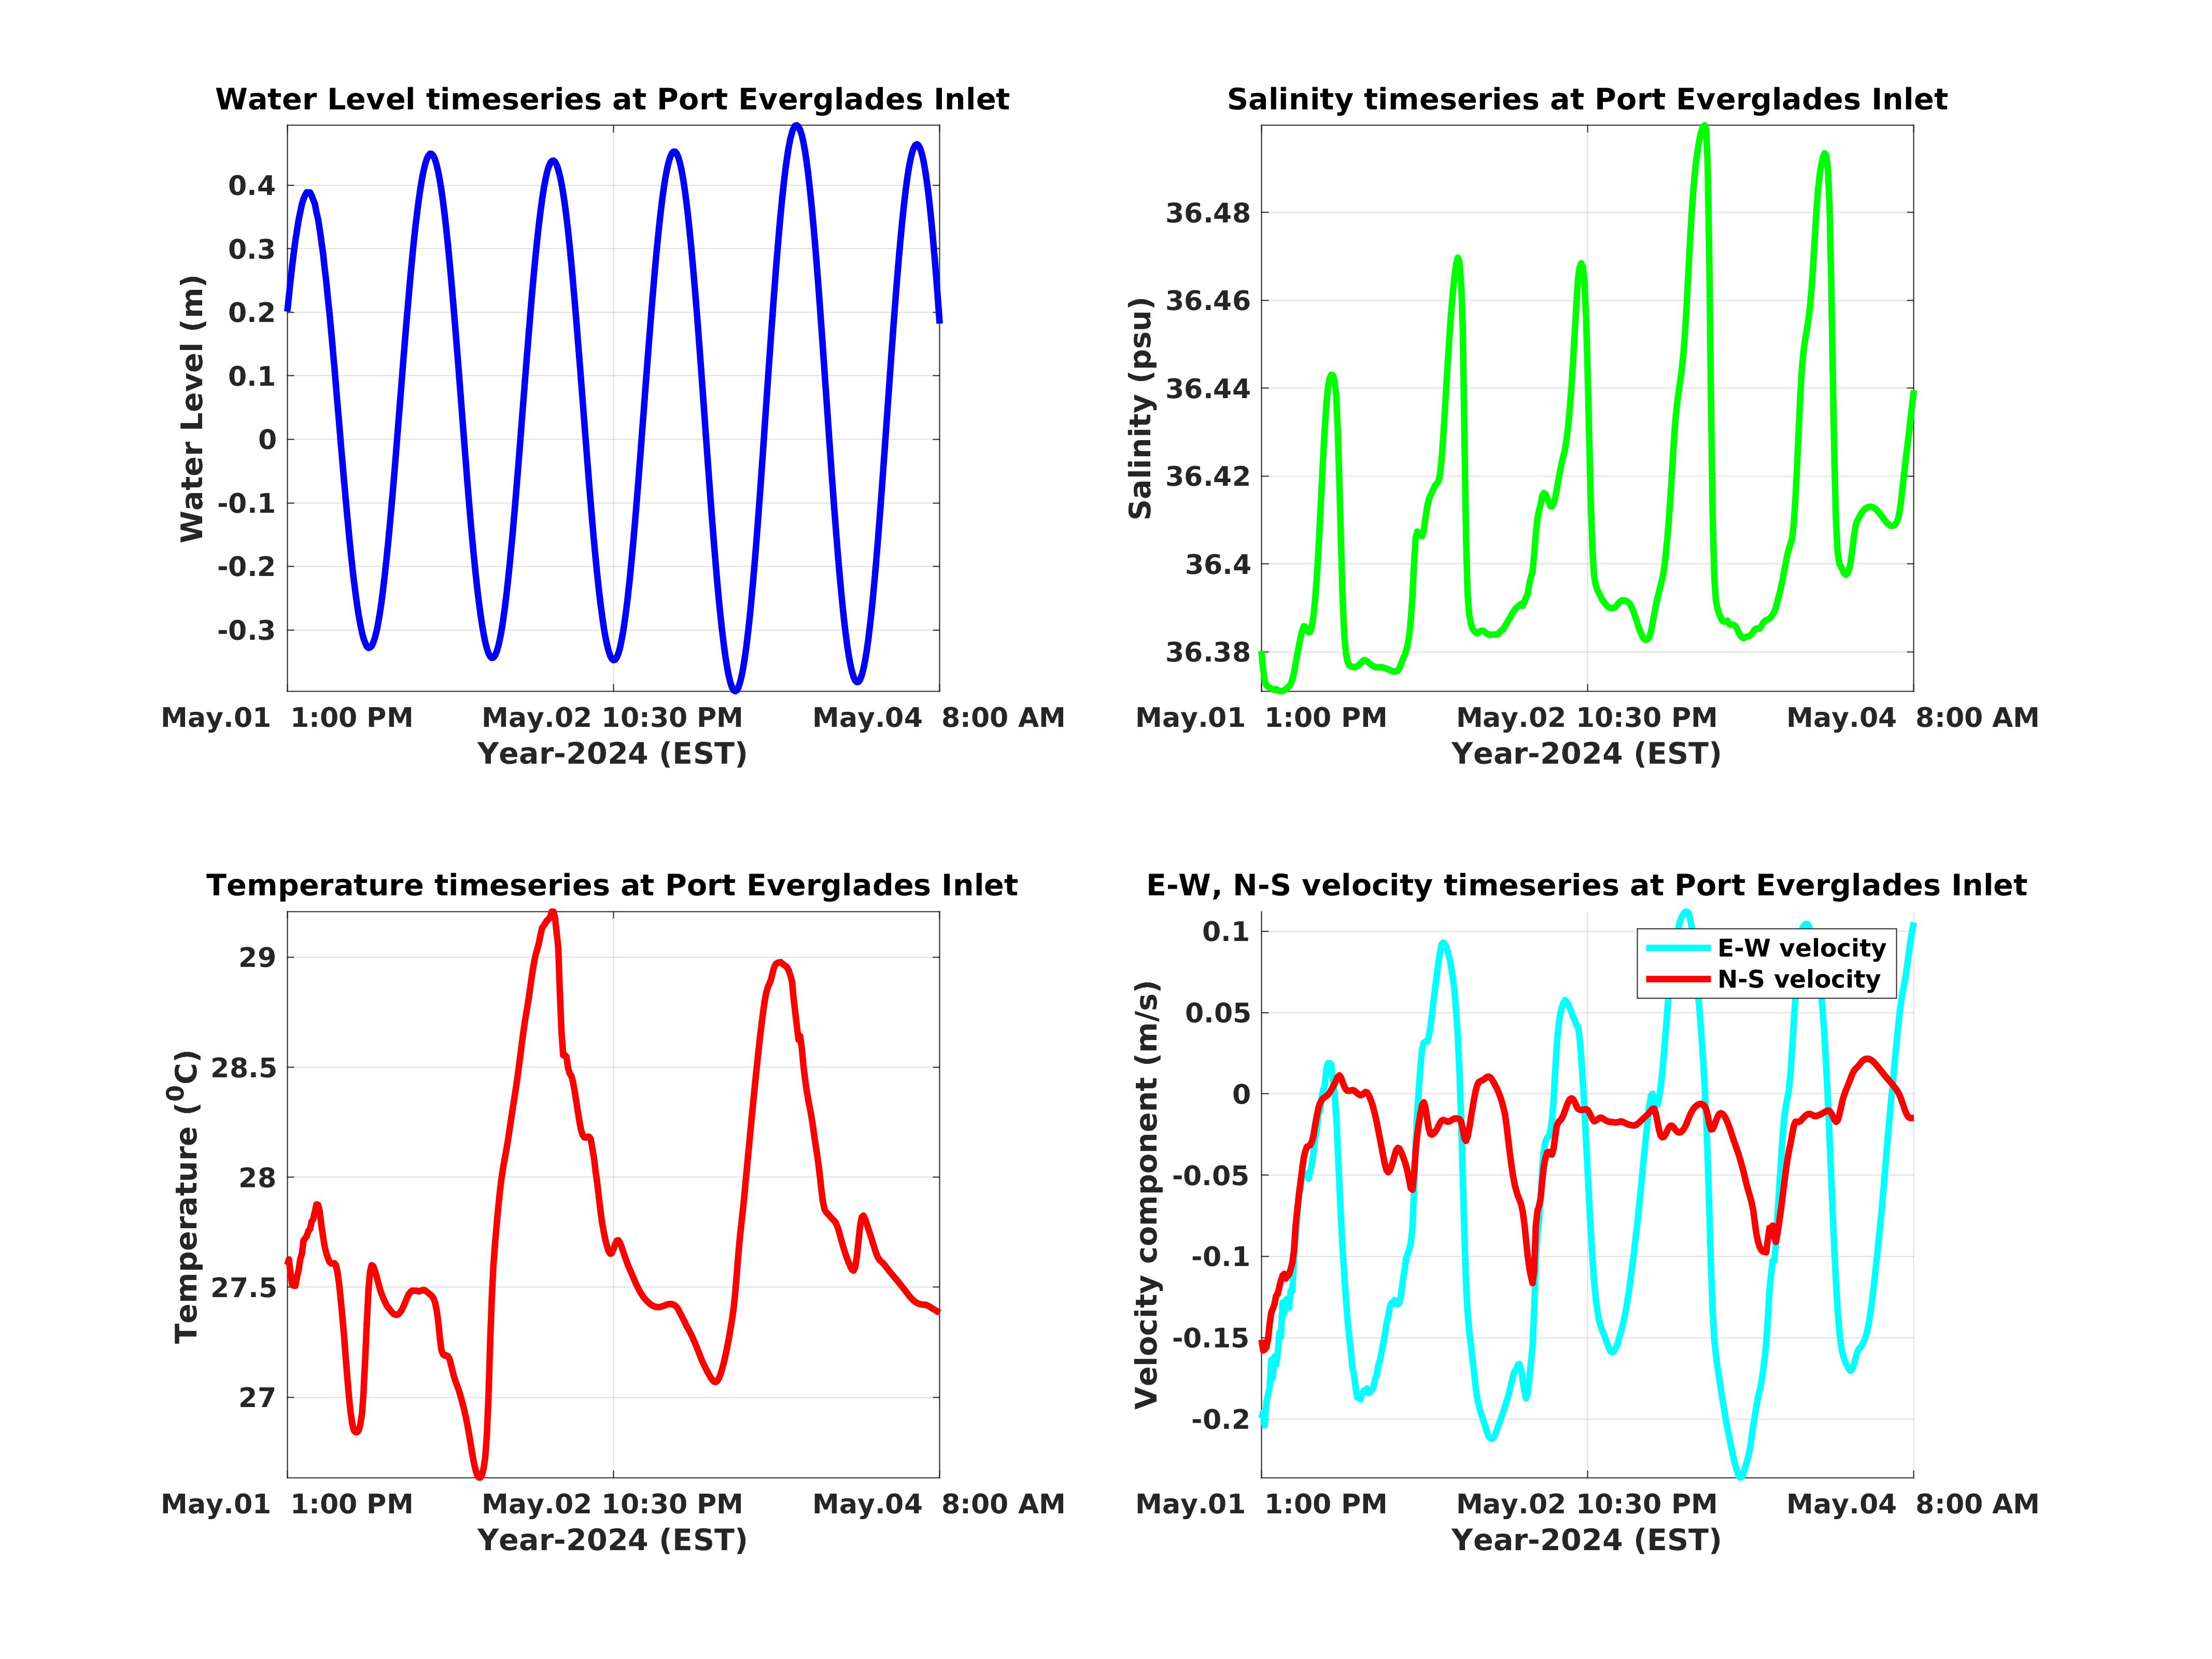 Water Level timeseries at Port Everglades Inlet
Water Level (m)
0.4
0.3
0.2
0.1
0
-0.1
-0.2
-0.3
May.01 1:00 PM May.02 10:30 PM May.04 8:00 AM
Year-2024 (EST)
Salinity timeseries at Port Everglades Inlet
Salinity (psu)
36.48
36.46
36.44
36.42
36.4
36.38
May.01 1:00 PM May.02 10:30 PM May.04 8:00 AM
Year-2024 (EST)
Temperature timeseries at Port Everglades Inlet
Temperature (⁰C)
29
28.5
28
27.5
27
May.01 1:00 PM May.02 10:30 PM May.04 8:00 AM
Year-2024 (EST)
E-W, N-S velocity timeseries at Port Everglades Inlet
Velocity component (m/s)
0.1
0.05
0
-0.05
-0.1
-0.15
-0.2
E-W velocity
N-S velocity
May.01 1:00 PM May.02 10:30 PM May.04 8:00 AM
Year-2024 (EST)